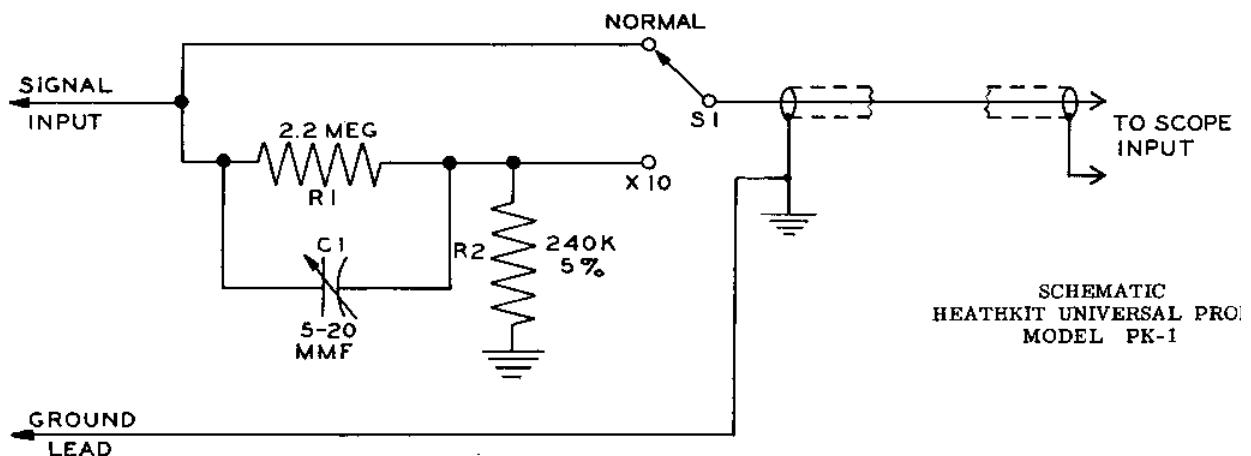 NORMAL
SIGNAL
INPUT
S1
TO SCOPE
INPUT
2.2 MEG
R1
X10
C1
R2
240K
5%
5-20
MMF
SCHEMATIC
HEATHKIT UNIVERSAL
MODEL PK-1
GROUND
LEAD